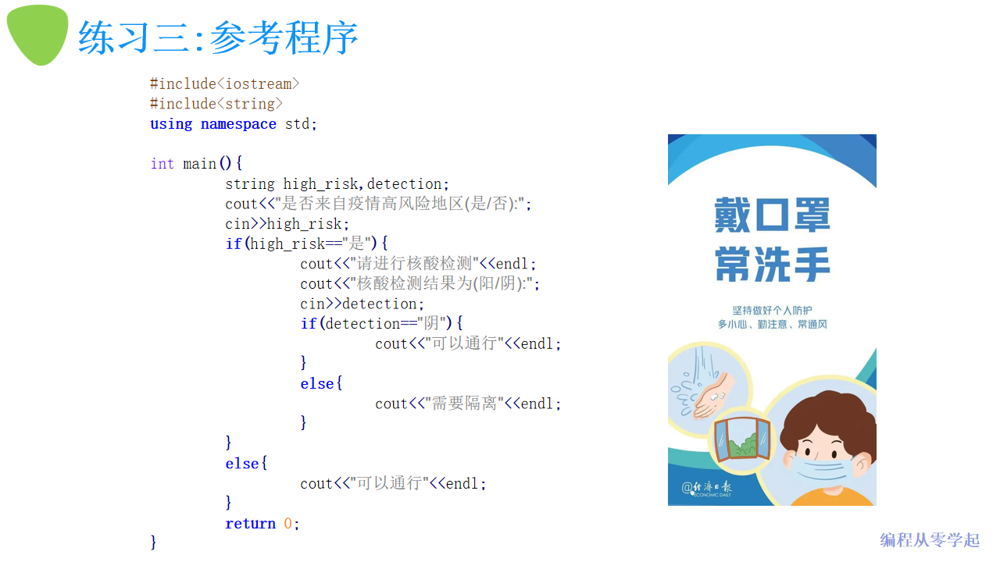 练习三:参考程序
#include<iostream>
#include<string>
using namespace std;
int main(){
string high_risk,detection;
cout<<"是否来自疫情高风险地区(是/否):";
cin>>high_risk;
if(high_risk=="是"){
cout<<"请进行核酸检测"<<endl;
cout<<"核酸检测结果为(阳/阴):";
cin>>detection;
if(detection=="阴"){
cout<<"可以通行"<<endl;
}
else{
cout<<"需要隔离"<<endl;
}
}
else{
cout<<"可以通行"<<endl;
}
return 0;
}
戴口罩
常洗手
坚持做好个人防护
多小心、勤注意、常通风
@经济日报
ECONOMIC DAILY
编程从零学起